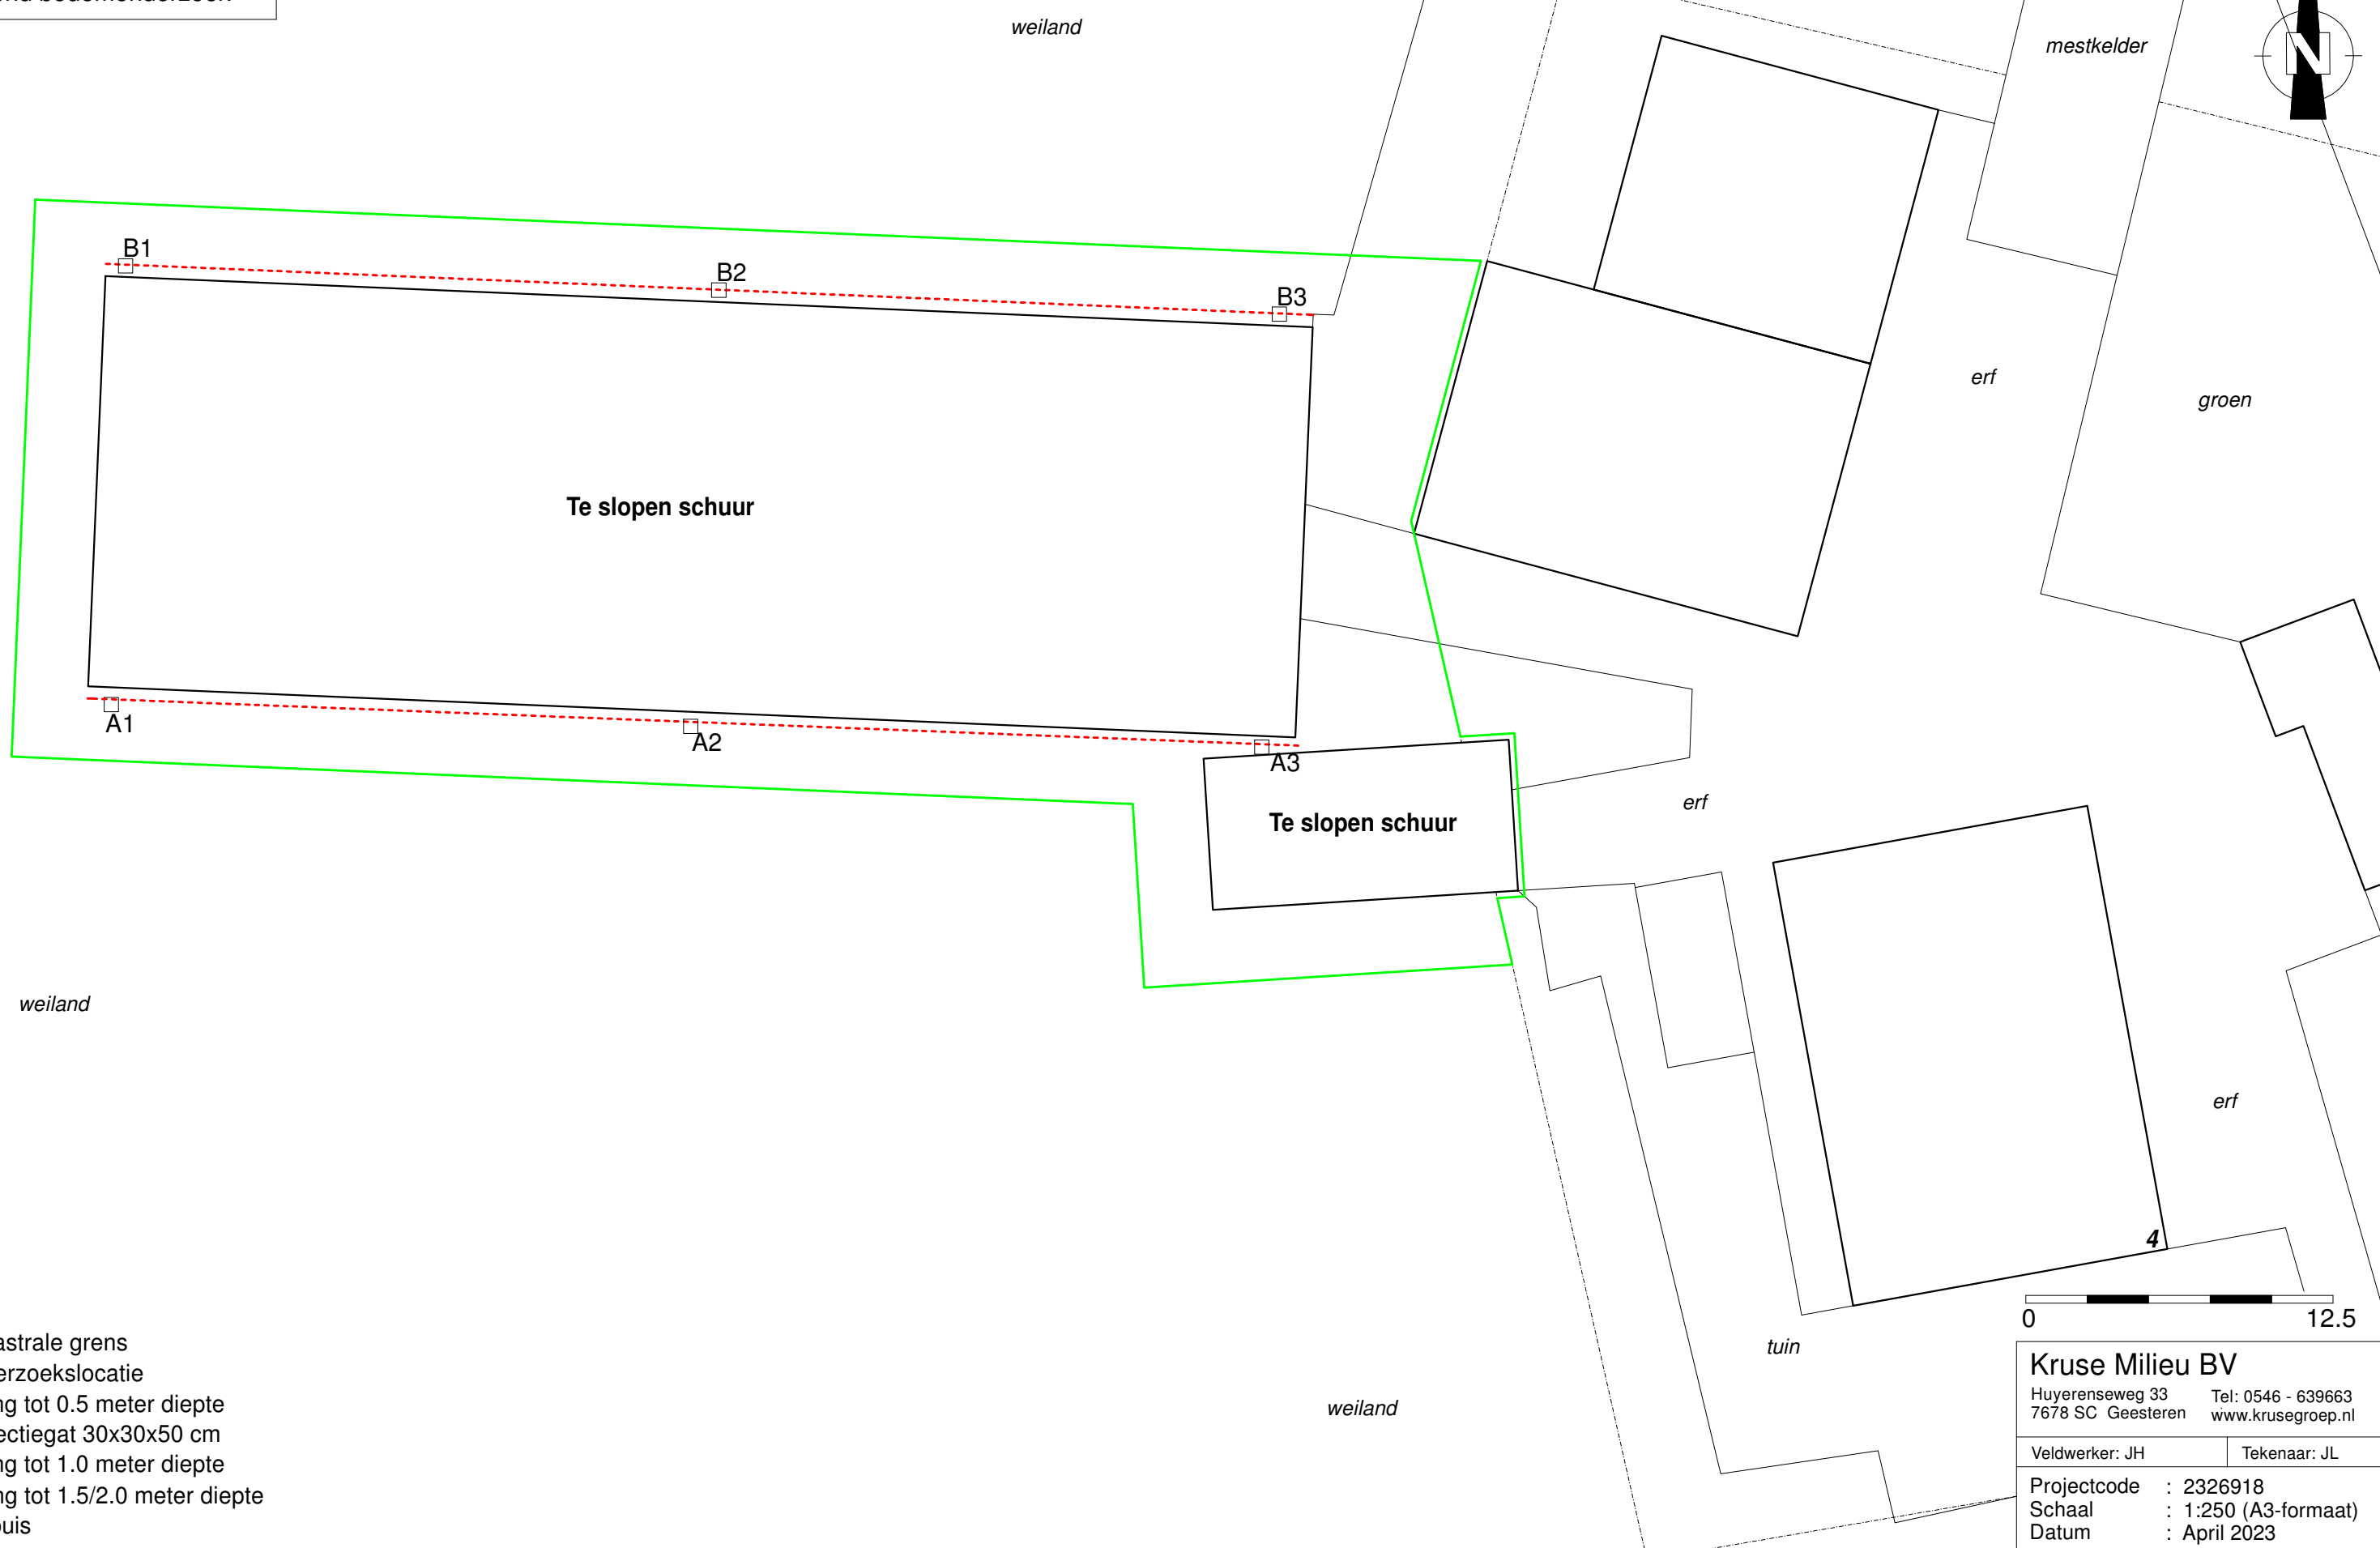 weiland
mestkelder
N
B1
B2
B3
erf
groen
Te slopen schuur
A1
A2
A3
Te slopen schuur
erf
weiland
erf
4
0 12.5
tuin
weiland
astrale grens
erzoekslocatie
ng tot 0.5 meter diepte
ectiegat 30x30x50 cm
ng tot 1.0 meter diepte
ng tot 1.5/2.0 meter diepte
uis
Kruse Milieu BV
Huyerenseweg 33 Tel: 0546 - 639663
7678 SC Geesteren www.krusegroep.nl
Veldwerker: JH Tekenaar: JL
Projectcode : 2326918
Schaal : 1:250 (A3-formaat)
Datum : April 2023